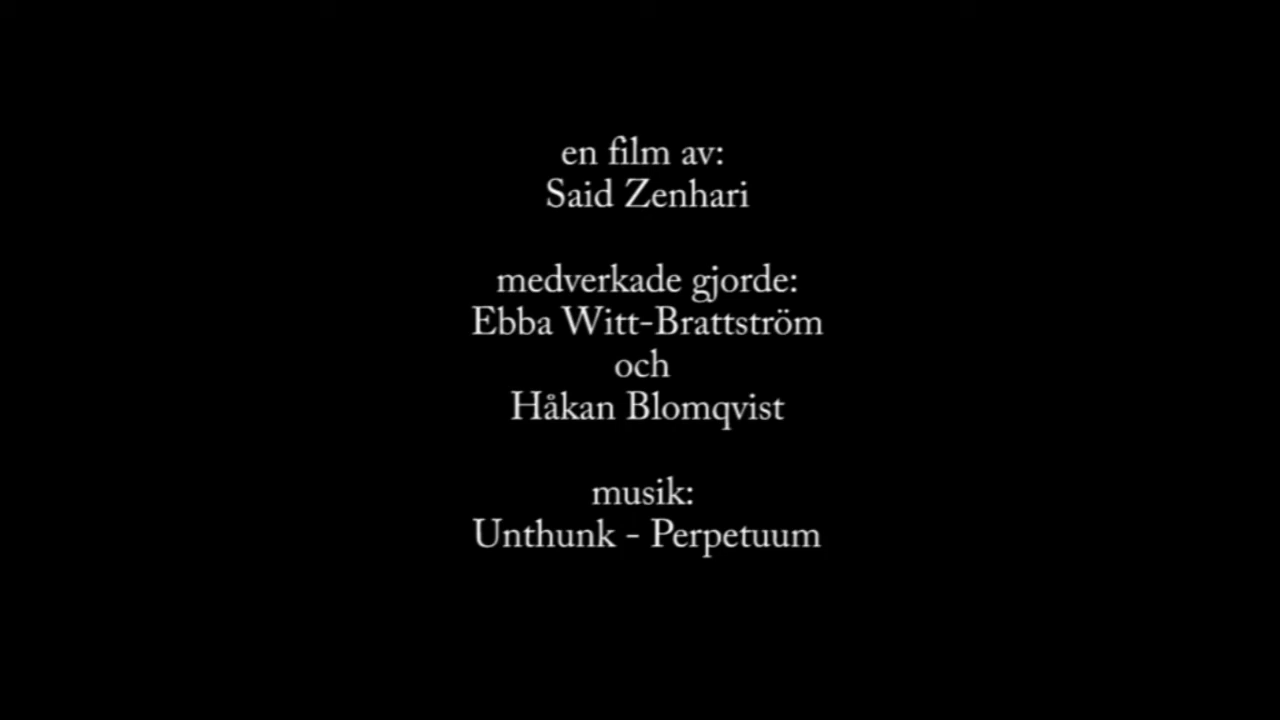 en film av:
Said Zenhari
medverkade gjorde:
Ebba Witt-Brattström
och
Håkan Blomqvist
musik:
Unthunk - Perpetuum